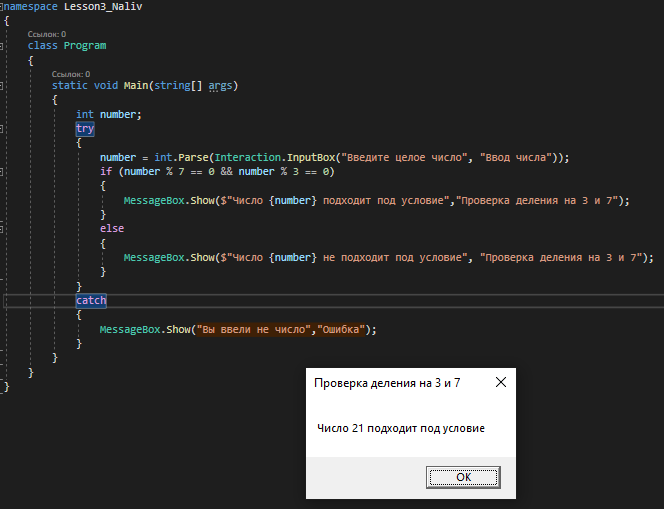 namespace Lesson3_Naliv
{
Ссылок: 0
class Program
{
Ссылок: 0
static void Main(string[] args)
{
int number;
try
{
number = int.Parse(Interaction.InputBox("Введите целое число", "Ввод числа"));
if (number % 7 == 0 && number % 3 == 0)
{
MessageBox.Show($"Число {number} подходит под условие","Проверка деления на 3 и 7");
}
else
{
MessageBox.Show($"Число {number} не подходит под условие", "Проверка деления на 3 и 7");
}
}
catch
{
MessageBox.Show("Вы ввели не число","Ошибка");
}
}
}
}
Проверка деления на 3 и 7
Число 21 подходит под условие
ОК